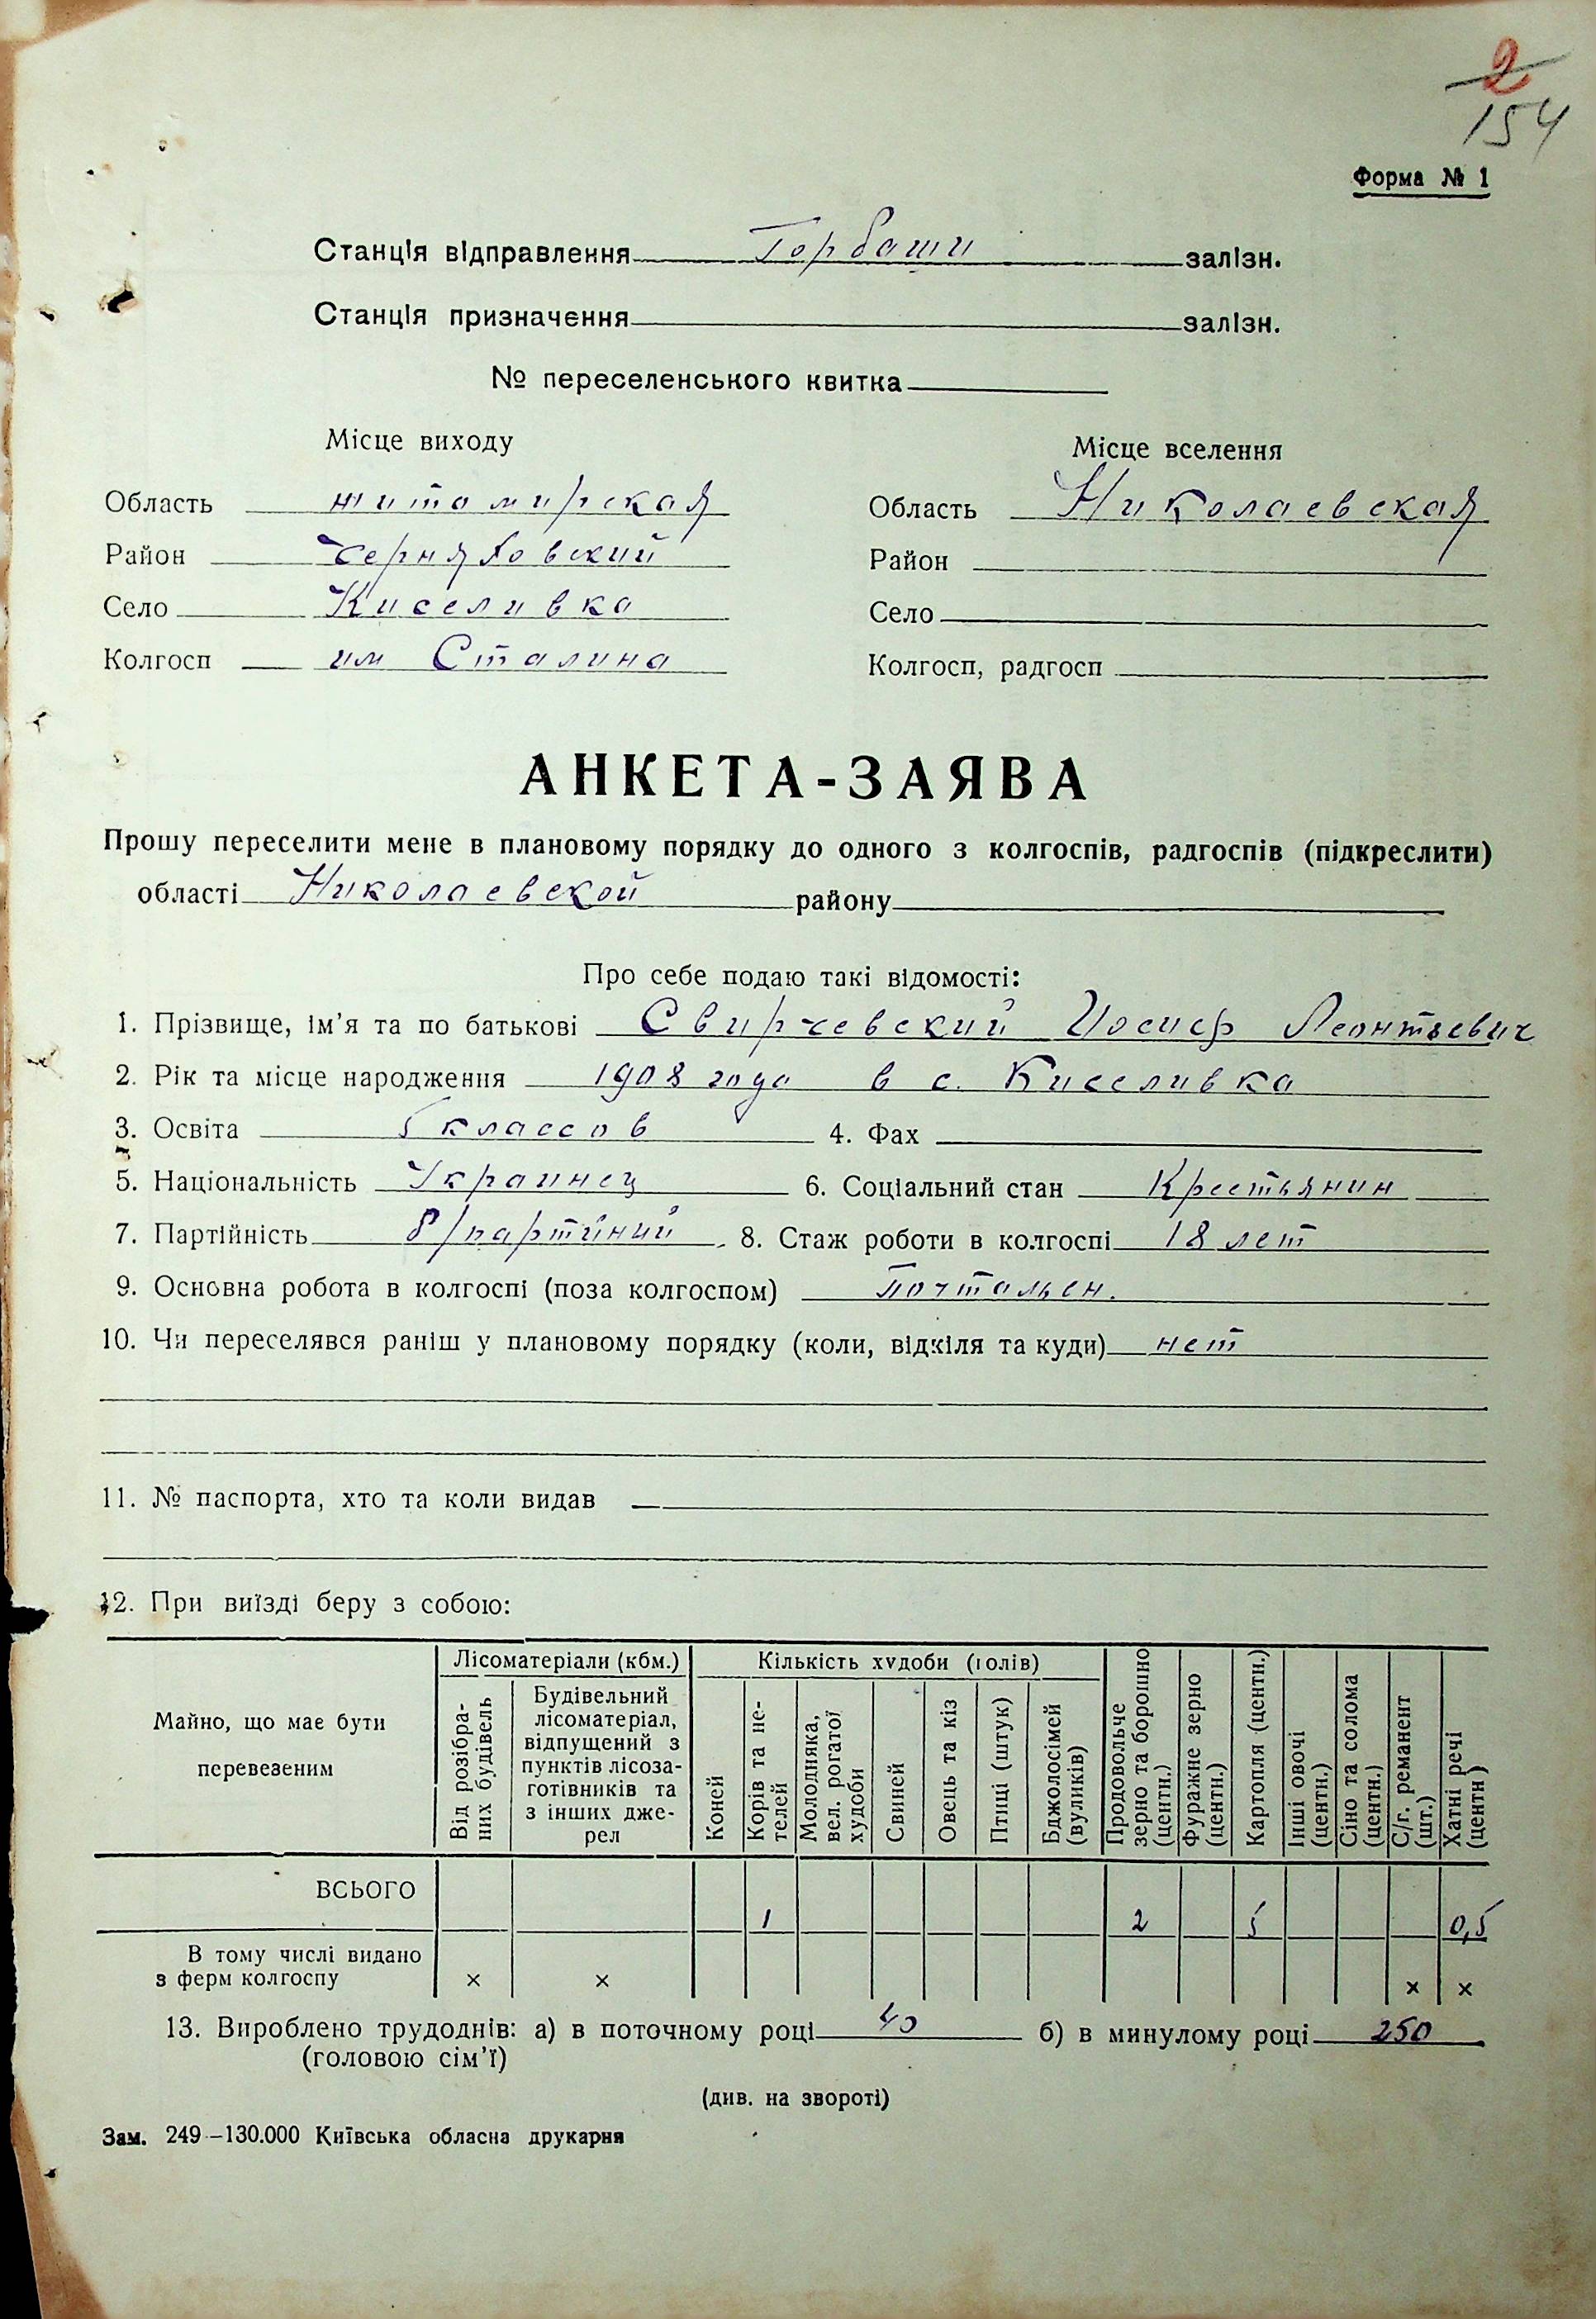 2
154
Форма № 1
Станція відправлення Горбаши залізн.
Станція призначення залізн.
№ переселенського квитка
Місце виходу
Місце вселення
Область житомирская
Область Николаевская
Район Черняховский
Район
Село Киселивка
Село
Колгосп им Сталина
Колгосп, радгосп
АНКЕТА-ЗАЯВА
Прошу переселити мене в плановому порядку до одного з колгоспів, радгоспів (підкреслити)
області Николаевской району
Про себе подаю такі відомості:
1. Прізвище, ім’я та по батькові Свирчевский Иосиф Леонтьевич
2. Рік та місце народження 1908 года в с. Киселивка
3. Освіта 5 классов 4. Фах
5. Національність Украинец 6. Соціальний стан Крестьянин
7. Партійність б/партийний 8. Стаж роботи в колгоспі 18 лет
9. Основна робота в колгоспі (поза колгоспом) почтальен.
10. Чи переселявся раніш у плановому порядку (коли, відкіля та куди) нет
11. № паспорта, хто та коли видав
12. При виїзді беру з собою:
Майно, що має бути перевезеним
Лісоматеріали (кбм.)
Від розібраних будівель
Будівельний лісоматеріал, відпущений з пунктів лісоза-готівників та з інших дже-рел
Кількість худоби (голів)
Коней
Корів та не-телей
Молодняка, вел. рогатої худоби
Свиней
Овець та кіз
Птиці (штук)
Бджолосімей (вуликів)
Продовольче зерно та борошно (центн.)
Фуражне зерно (центн.)
Картопля (центн.)
Інші овочі (центн.)
Сіно та солома (центн.)
С/г. реманент (шт.)
Хатні речі (центн)
ВСЬОГО 1 2 5 0,5
В тому числі видано
з ферм колгоспу × × × ×
13. Вироблено трудоднів: а) в поточному році 40 б) в минулому році 250
(головою сім’ї)
(див. на звороті)
Зам. 249–130.000 Київська обласна друкарня